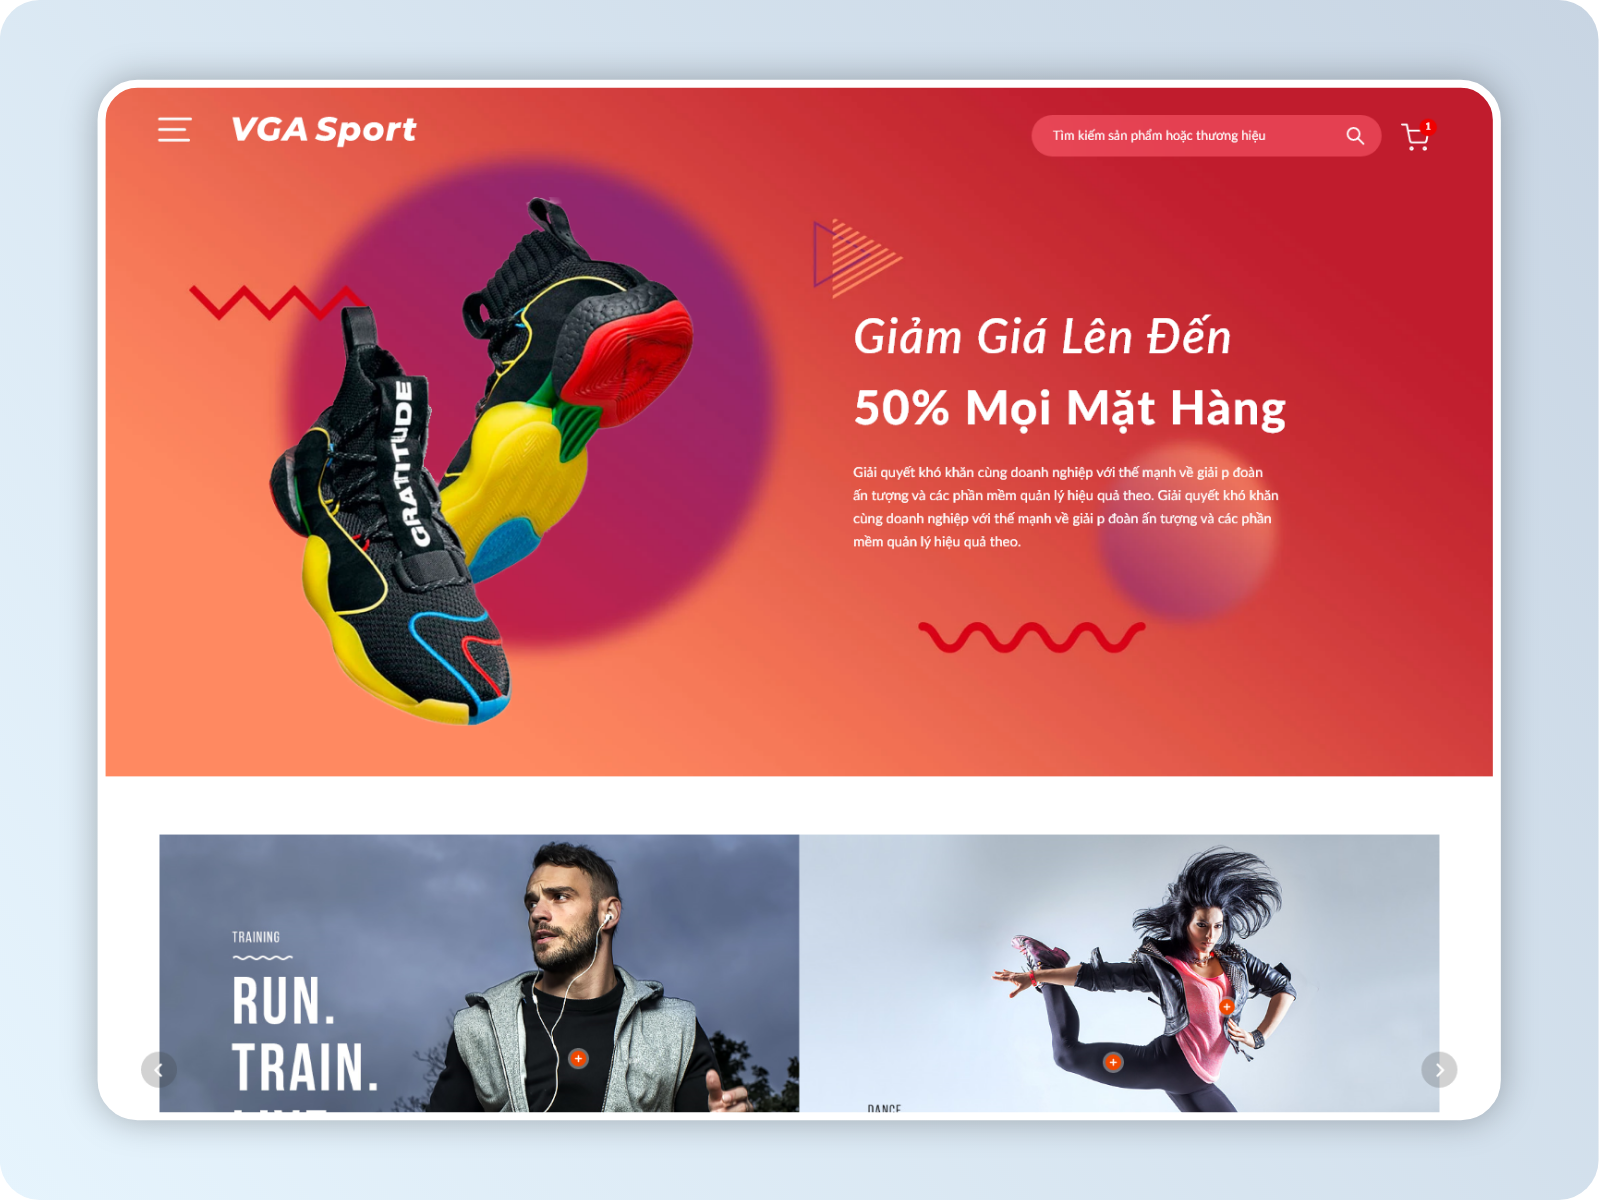 VGA Sport
Tìm kiếm sản phẩm hoặc thương hiệu
1
GRATITUDE
Giảm Giá Lên Đến
50% Mọi Mặt Hàng
Giải quyết khó khăn cùng doanh nghiệp với thế mạnh về giải p đoàn
ấn tượng và các phần mềm quản lý hiệu quả theo. Giải quyết khó khăn
cùng doanh nghiệp với thế mạnh về giải p đoàn ấn tượng và các phần
mềm quản lý hiệu quả theo.
TRAINING
RUN.
TRAIN.
DANCE